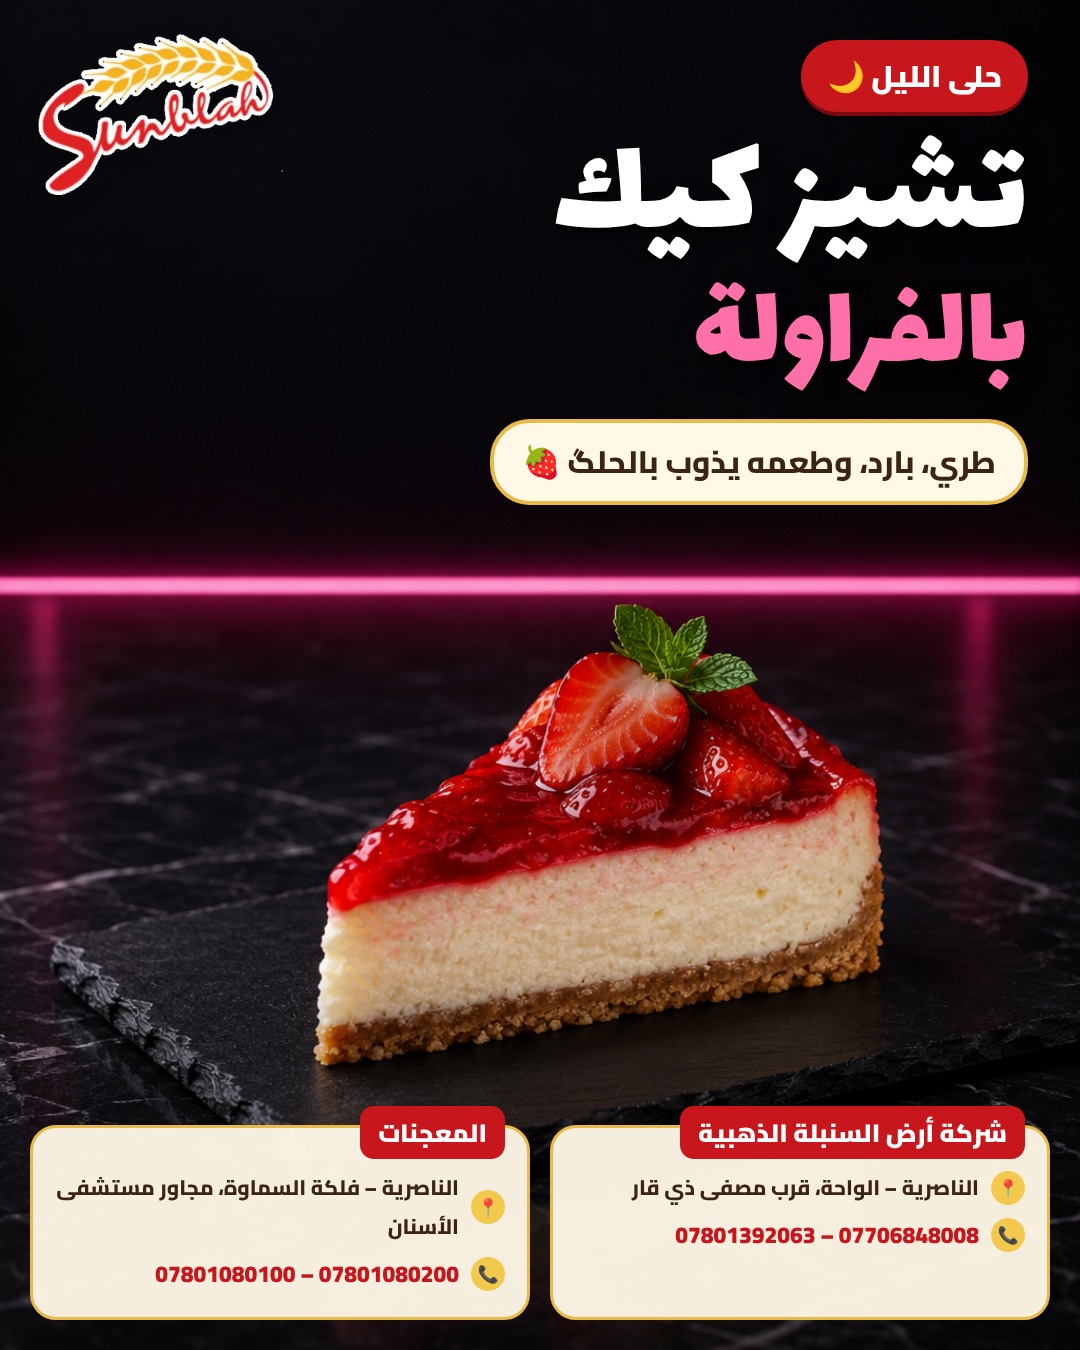 Sunblah
حلى الليل 🌙
تشيز كيك
بالفراولة
طري، بارد، وطعمه يذوب بالحلگ 🍓
شركة أرض السنبلة الذهبية
الناصرية – الواحة، قرب مصفى ذي قار
07801392063 – 07706848008
المعجنات
الناصرية – فلكة السماوة، مجاور مستشفى
الأسنان
07801080100 – 07801080200